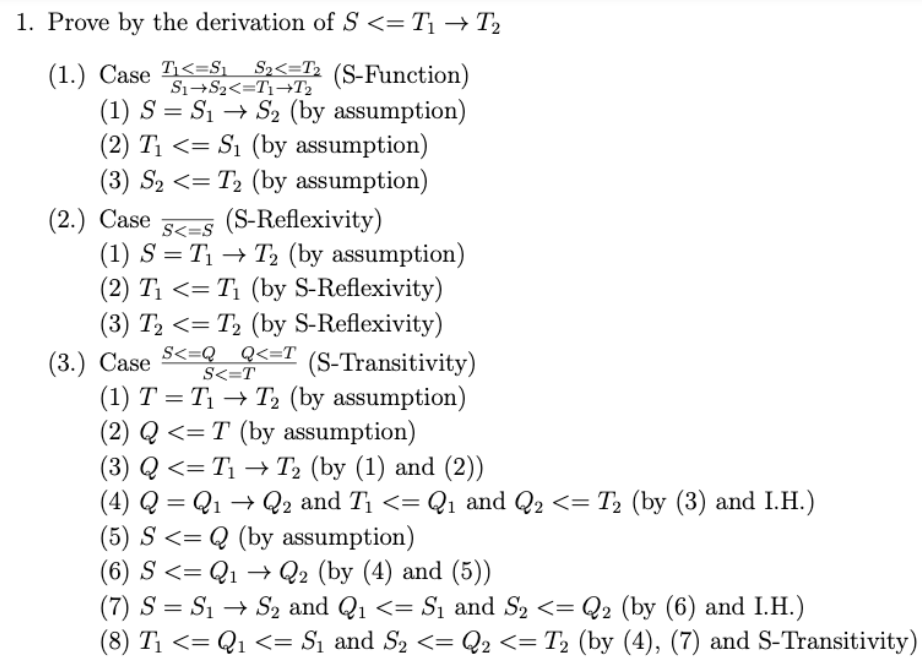 1. Prove by the derivation of S <= T₁ → T₂
(1.) Case T₁<=S₁ S₂<=T₂ / S₁→S₂<=T₁→T₂ (S-Function)
(1) S = S₁ → S₂ (by assumption)
(2) T₁ <= S₁ (by assumption)
(3) S₂ <= T₂ (by assumption)
(2.) Case S<=S (S-Reflexivity)
(1) S = T₁ → T₂ (by assumption)
(2) T₁ <= T₁ (by S-Reflexivity)
(3) T₂ <= T₂ (by S-Reflexivity)
(3.) Case S<=Q Q<=T / S<=T (S-Transitivity)
(1) T = T₁ → T₂ (by assumption)
(2) Q <= T (by assumption)
(3) Q <= T₁ → T₂ (by (1) and (2))
(4) Q = Q₁ → Q₂ and T₁ <= Q₁ and Q₂ <= T₂ (by (3) and I.H.)
(5) S <= Q (by assumption)
(6) S <= Q₁ → Q₂ (by (4) and (5))
(7) S = S₁ → S₂ and Q₁ <= S₁ and S₂ <= Q₂ (by (6) and I.H.)
(8) T₁ <= Q₁ <= S₁ and S₂ <= Q₂ <= T₂ (by (4), (7) and S-Transitivity)